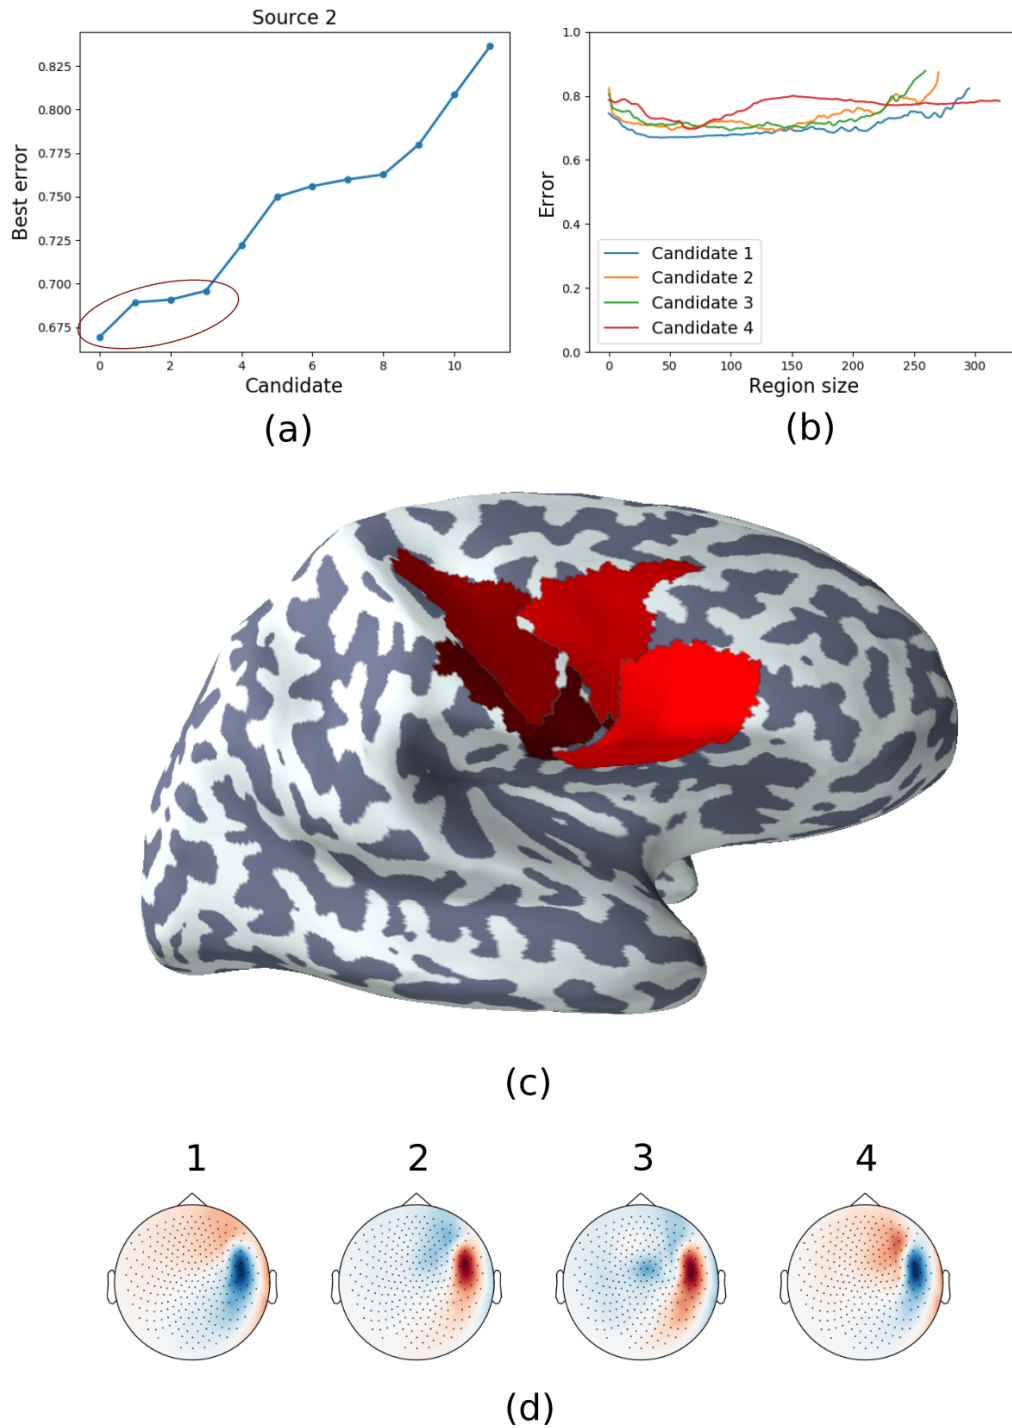 Source 2
Best error
0.825
0.800
0.775
0.750
0.725
0.700
0.675
0 2 4 6 8 10
Candidate
(a)
Error
1.0
0.8
0.6
0.4
0.2
0.0
Candidate 1
Candidate 2
Candidate 3
Candidate 4
0 50 100 150 200 250 300
Region size
(b)
(c)
1 2 3 4
(d)